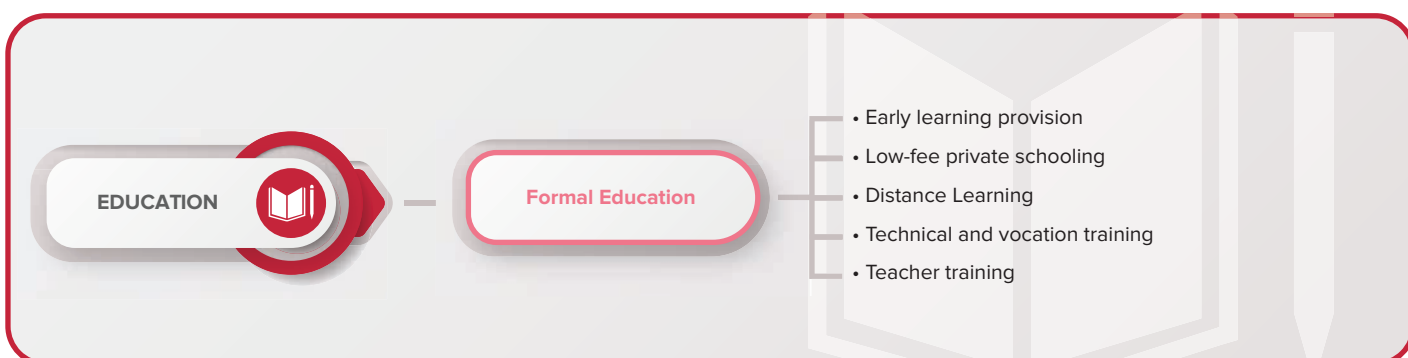 EDUCATION
Formal Education
• Early learning provision
• Low-fee private schooling
• Distance Learning
• Technical and vocation training
• Teacher training